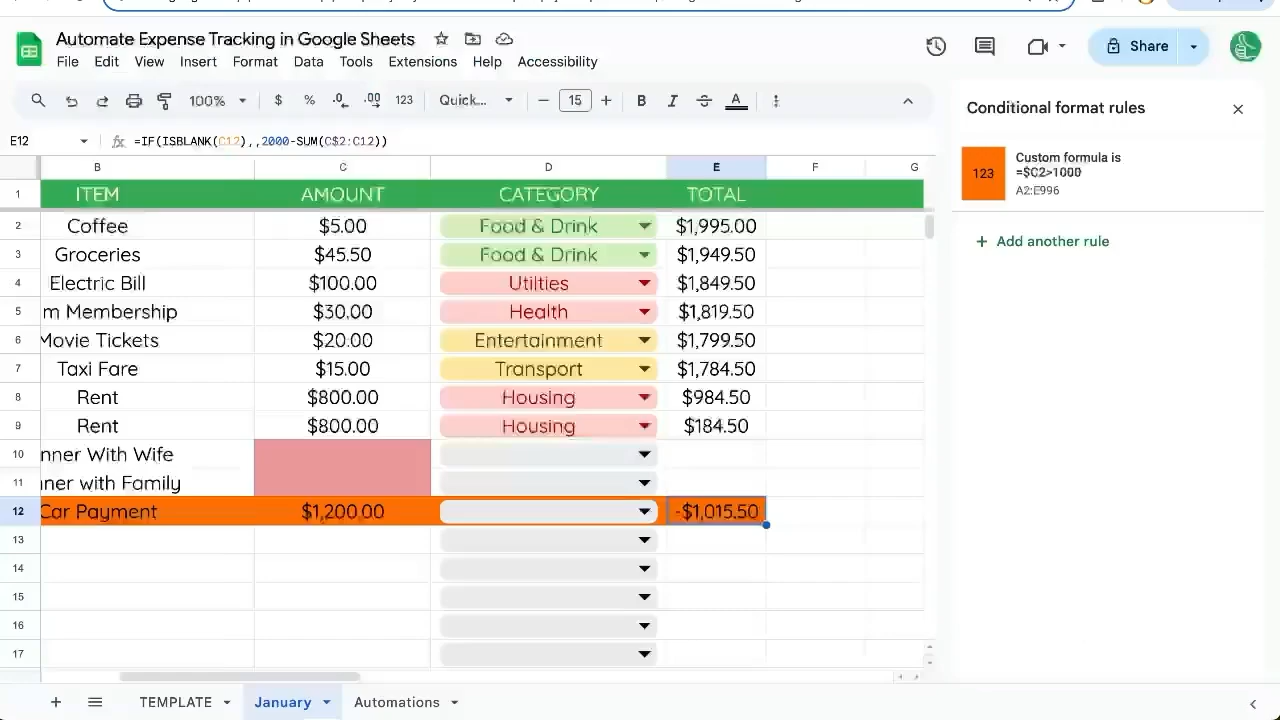 Automate Expense Tracking in Google Sheets
File Edit View Insert Format Data Tools Extensions Help Accessibility
Share
100% $ % .0 .00 123 Quick... − 15 + B I S A
E12 fx =IF(ISBLANK(C12),,2000-SUM(C$2:C12))
B C D E F G
1 ITEM AMOUNT CATEGORY TOTAL
2 Coffee $5.00 Food & Drink $1,995.00
3 Groceries $45.50 Food & Drink $1,949.50
4 Electric Bill $100.00 Utilties $1,849.50
5 m Membership $30.00 Health $1,819.50
6 Movie Tickets $20.00 Entertainment $1,799.50
7 Taxi Fare $15.00 Transport $1,784.50
8 Rent $800.00 Housing $984.50
9 Rent $800.00 Housing $184.50
10 nner With Wife
11 ner with Family
12 Car Payment $1,200.00 -$1,015.50
13
14
15
16
17
TEMPLATE January Automations
Conditional format rules
123
Custom formula is
=$C2>1000
A2:E996
+ Add another rule